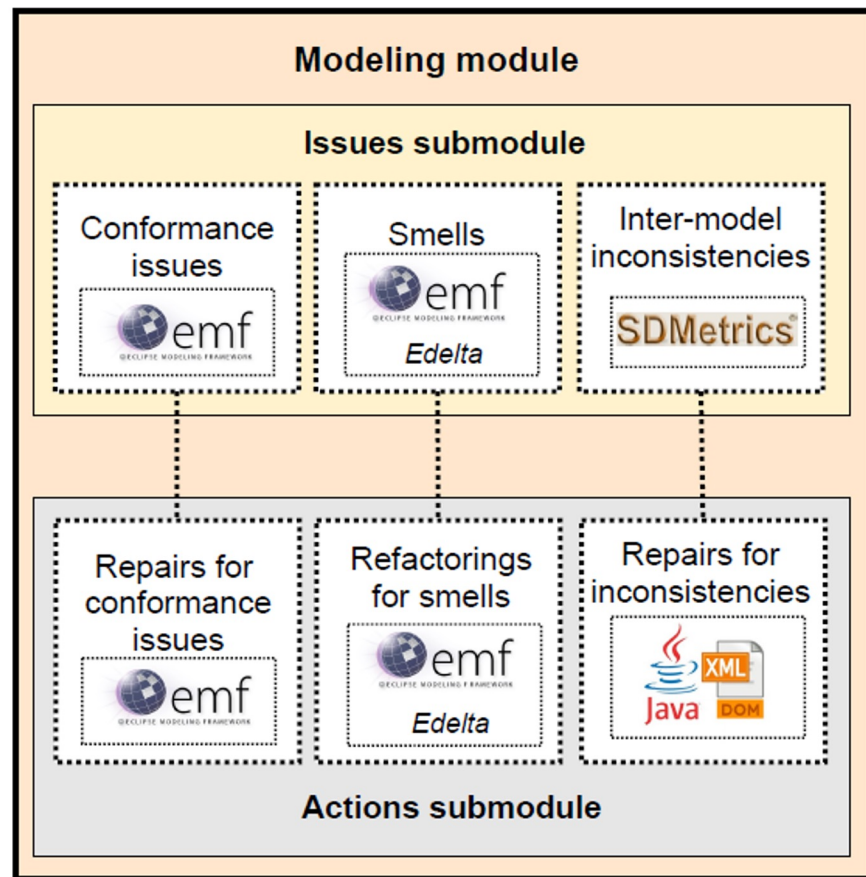 Modeling module
Issues submodule
Conformance
issues
emf
ECLIPSE MODELING FRAMEWORK
Smells
emf
ECLIPSE MODELING FRAMEWORK
Edelta
Inter-model
inconsistencies
SDMetrics
Repairs for
conformance
issues
emf
ECLIPSE MODELING FRAMEWORK
Refactorings
for smells
emf
ECLIPSE MODELING FRAMEWORK
Edelta
Repairs for
inconsistencies
Java
XML
DOM
Actions submodule